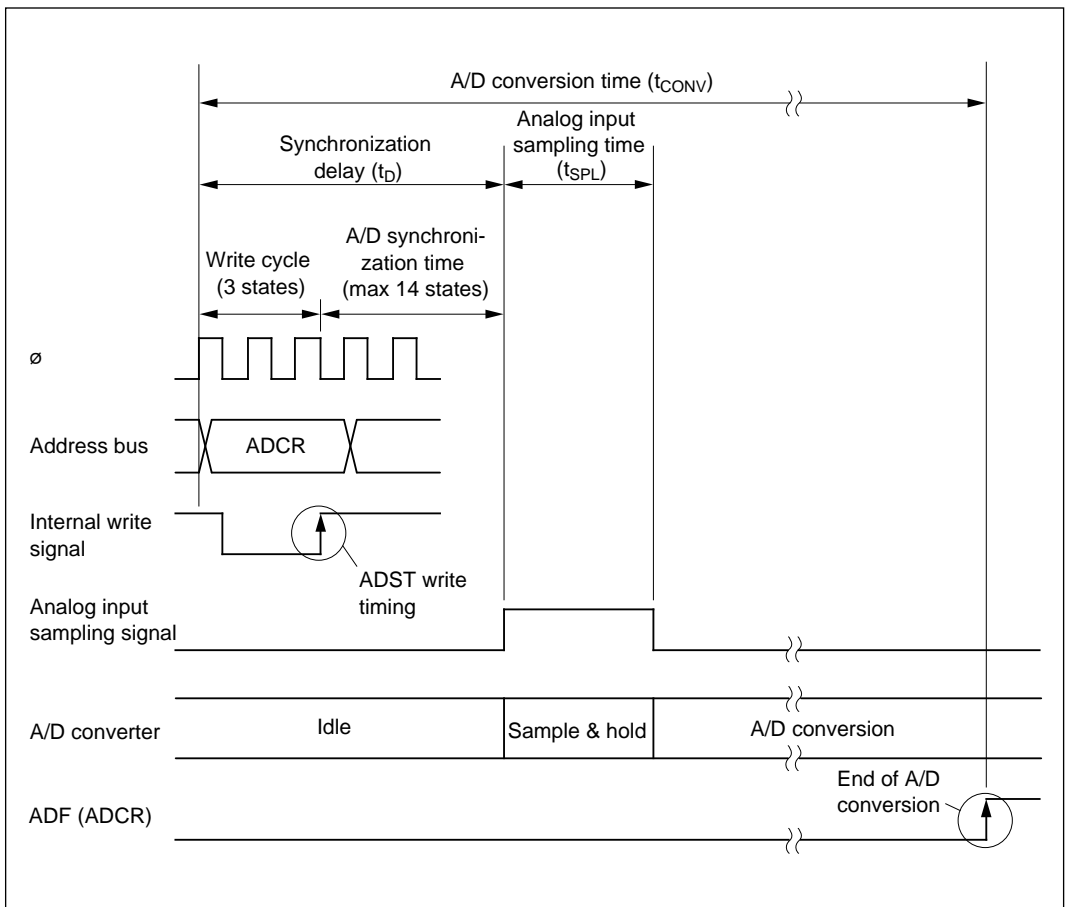 A/D conversion time (tCONV)
Analog input
sampling time
(tSPL)
Synchronization
delay (tD)
A/D synchroni-
zation time
(max 14 states)
Write cycle
(3 states)
ø
Address bus
ADCR
Internal write
signal
ADST write
timing
Analog input
sampling signal
A/D converter
Idle
Sample & hold
A/D conversion
End of A/D
conversion
ADF (ADCR)